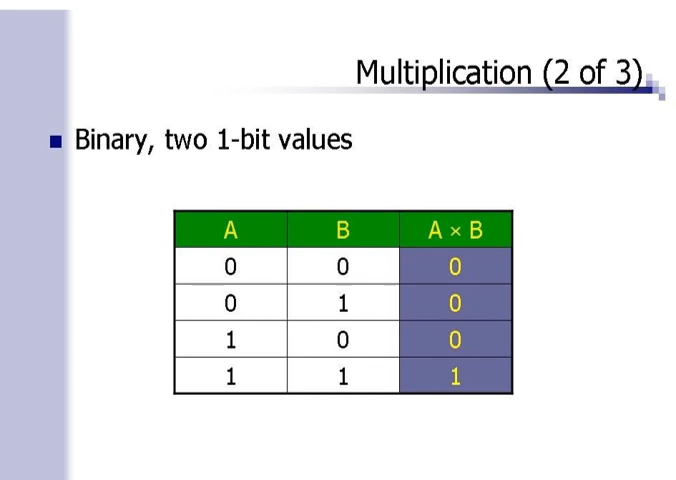 Multiplication (2 of 3)
Binary, two 1-bit values
A B A × B
0 0 0
0 1 0
1 0 0
1 1 1